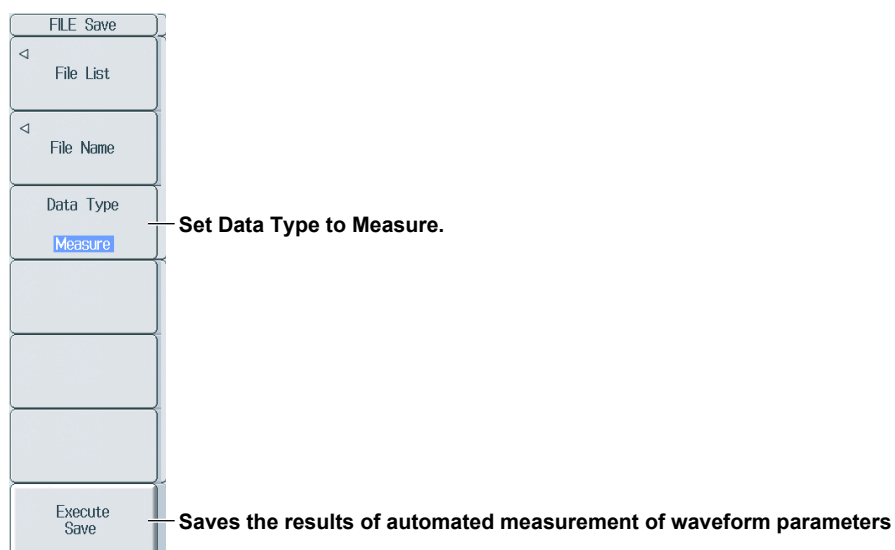 FILE Save
File List
File Name
Data Type
Measure
Set Data Type to Measure.
Execute
Save
Saves the results of automated measurement of waveform parameters